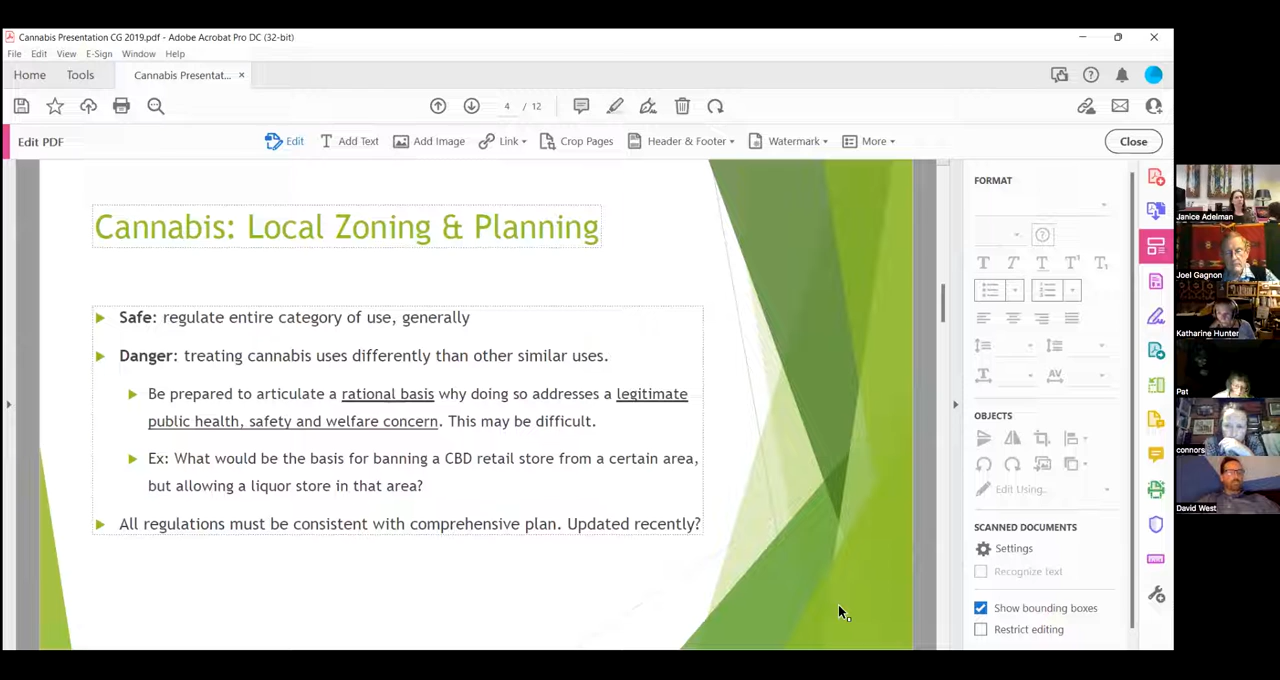 Cannabis Presentation CG 2019.pdf - Adobe Acrobat Pro DC (32-bit)
File Edit View E-Sign Window Help
Home Tools Cannabis Presentat... ×
4 / 12
Edit PDF Edit Add Text Add Image Link Crop Pages Header & Footer Watermark More Close
Cannabis: Local Zoning & Planning
Safe: regulate entire category of use, generally
Danger: treating cannabis uses differently than other similar uses.
Be prepared to articulate a rational basis why doing so addresses a legitimate
public health, safety and welfare concern. This may be difficult.
Ex: What would be the basis for banning a CBD retail store from a certain area,
but allowing a liquor store in that area?
All regulations must be consistent with comprehensive plan. Updated recently?
FORMAT
OBJECTS
Edit Using...
SCANNED DOCUMENTS
Settings
Recognize text
Show bounding boxes
Restrict editing
Janice Adelman
Joel Gagnon
Katharine Hunter
Pat
connors
David West